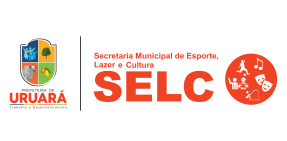 PREFEITURA DE
URUARÁ
Trabalho e Desenvolvimento
Secretaria Municipal de Esporte,
Lazer e Cultura
SELC